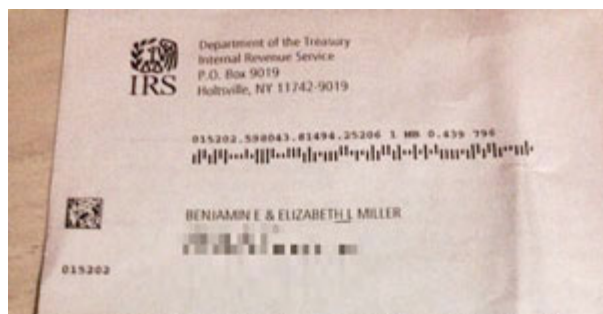 IRS
Department of the Treasury
Internal Revenue Service
P.O. Box 9019
Holtsville, NY 11742-9019
015202.598043.81494.25206 1 MB 0.439 796
BENJAMIN E & ELIZABETH L MILLER
015202